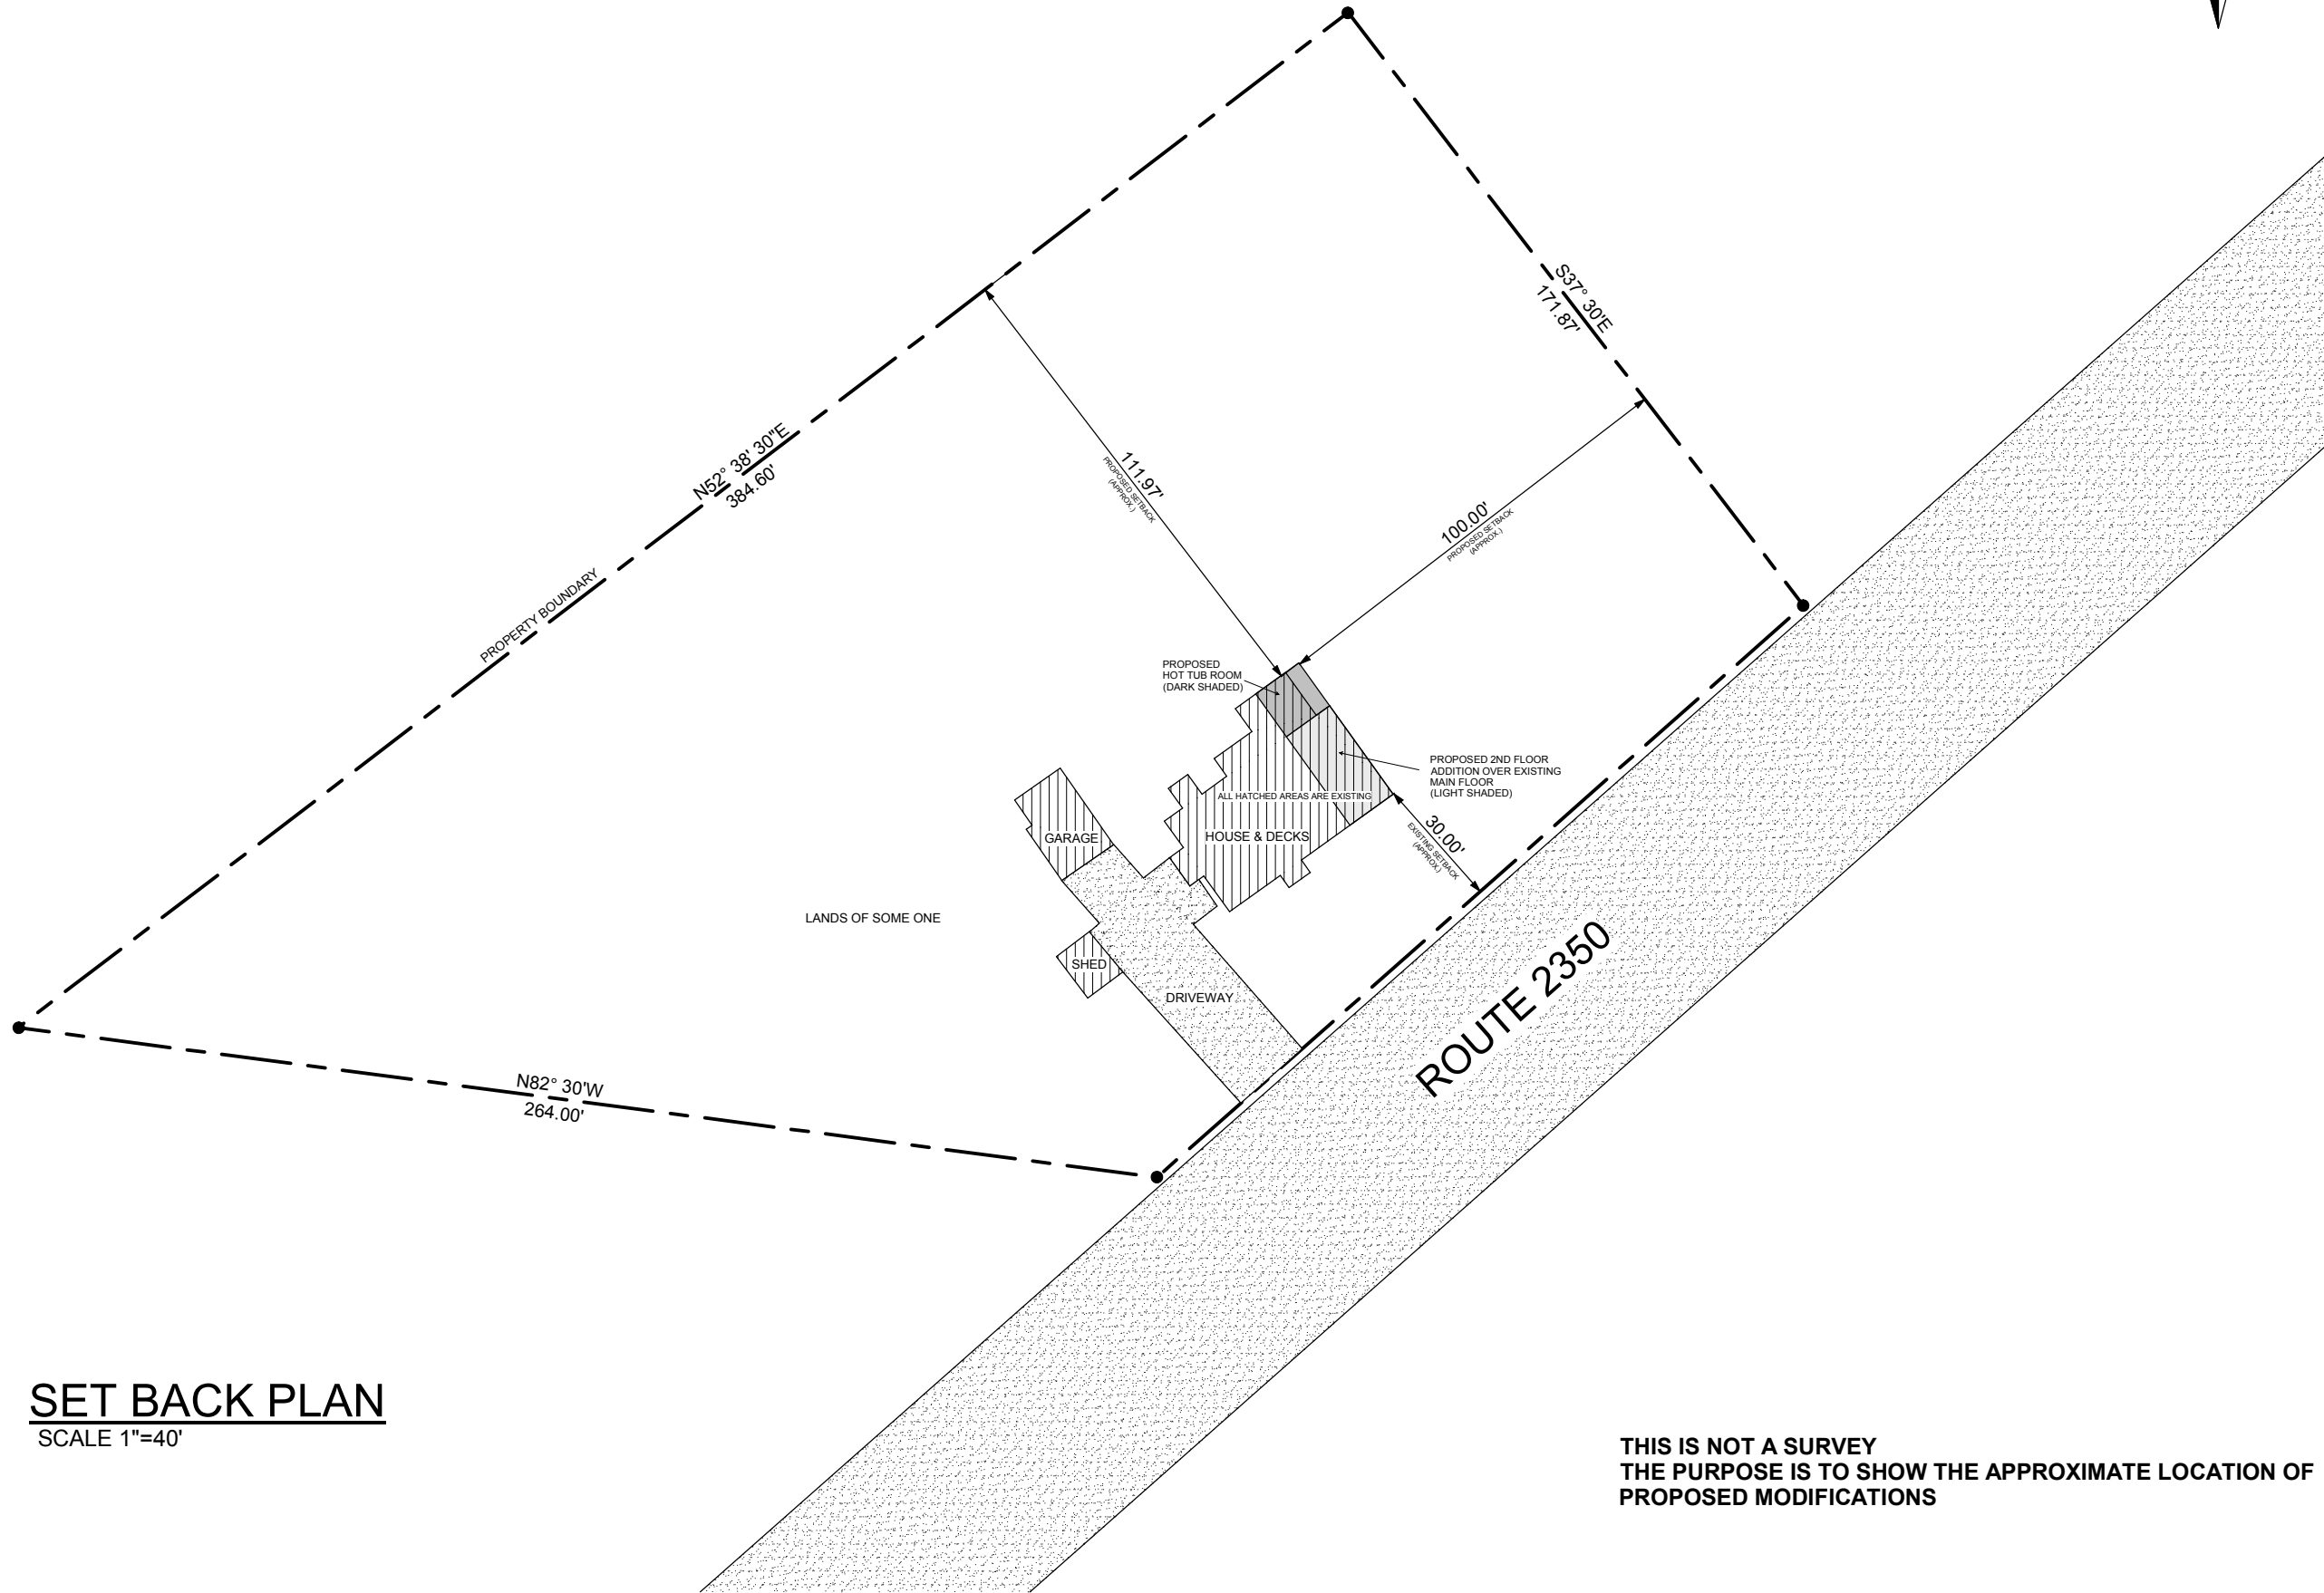 S37° 30'E
171.87'
N52° 38' 30"E
384.60'
111.97'
PROPOSED SETBACK
(APPROX.)
100.00'
PROPOSED SETBACK
(APPROX.)
PROPERTY BOUNDARY
PROPOSED
HOT TUB ROOM
(DARK SHADED)
PROPOSED 2ND FLOOR
ADDITION OVER EXISTING
MAIN FLOOR
(LIGHT SHADED)
ALL HATCHED AREAS ARE EXISTING
GARAGE
HOUSE & DECKS
30.00'
EXISTING SETBACK
(APPROX.)
LANDS OF SOME ONE
SHED
DRIVEWAY
ROUTE 2350
N82° 30'W
264.00'
SET BACK PLAN
SCALE 1"=40'
THIS IS NOT A SURVEY
THE PURPOSE IS TO SHOW THE APPROXIMATE LOCATION OF
PROPOSED MODIFICATIONS